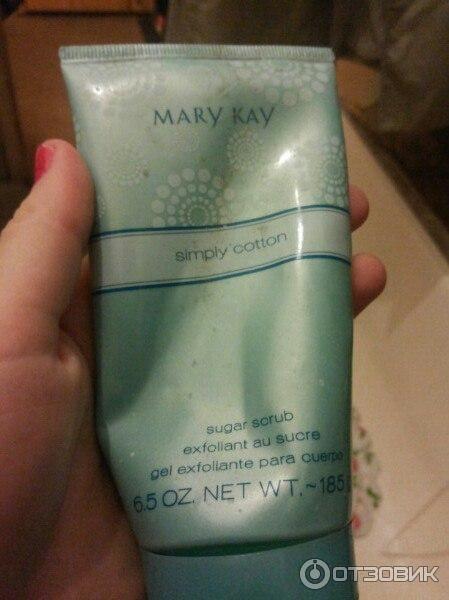 MARY KAY
simply cotton
sugar scrub
exfoliant au sucre
gel exfoliante para cuerpo
6.5 OZ. NET WT.~185
ОТЗОВИК